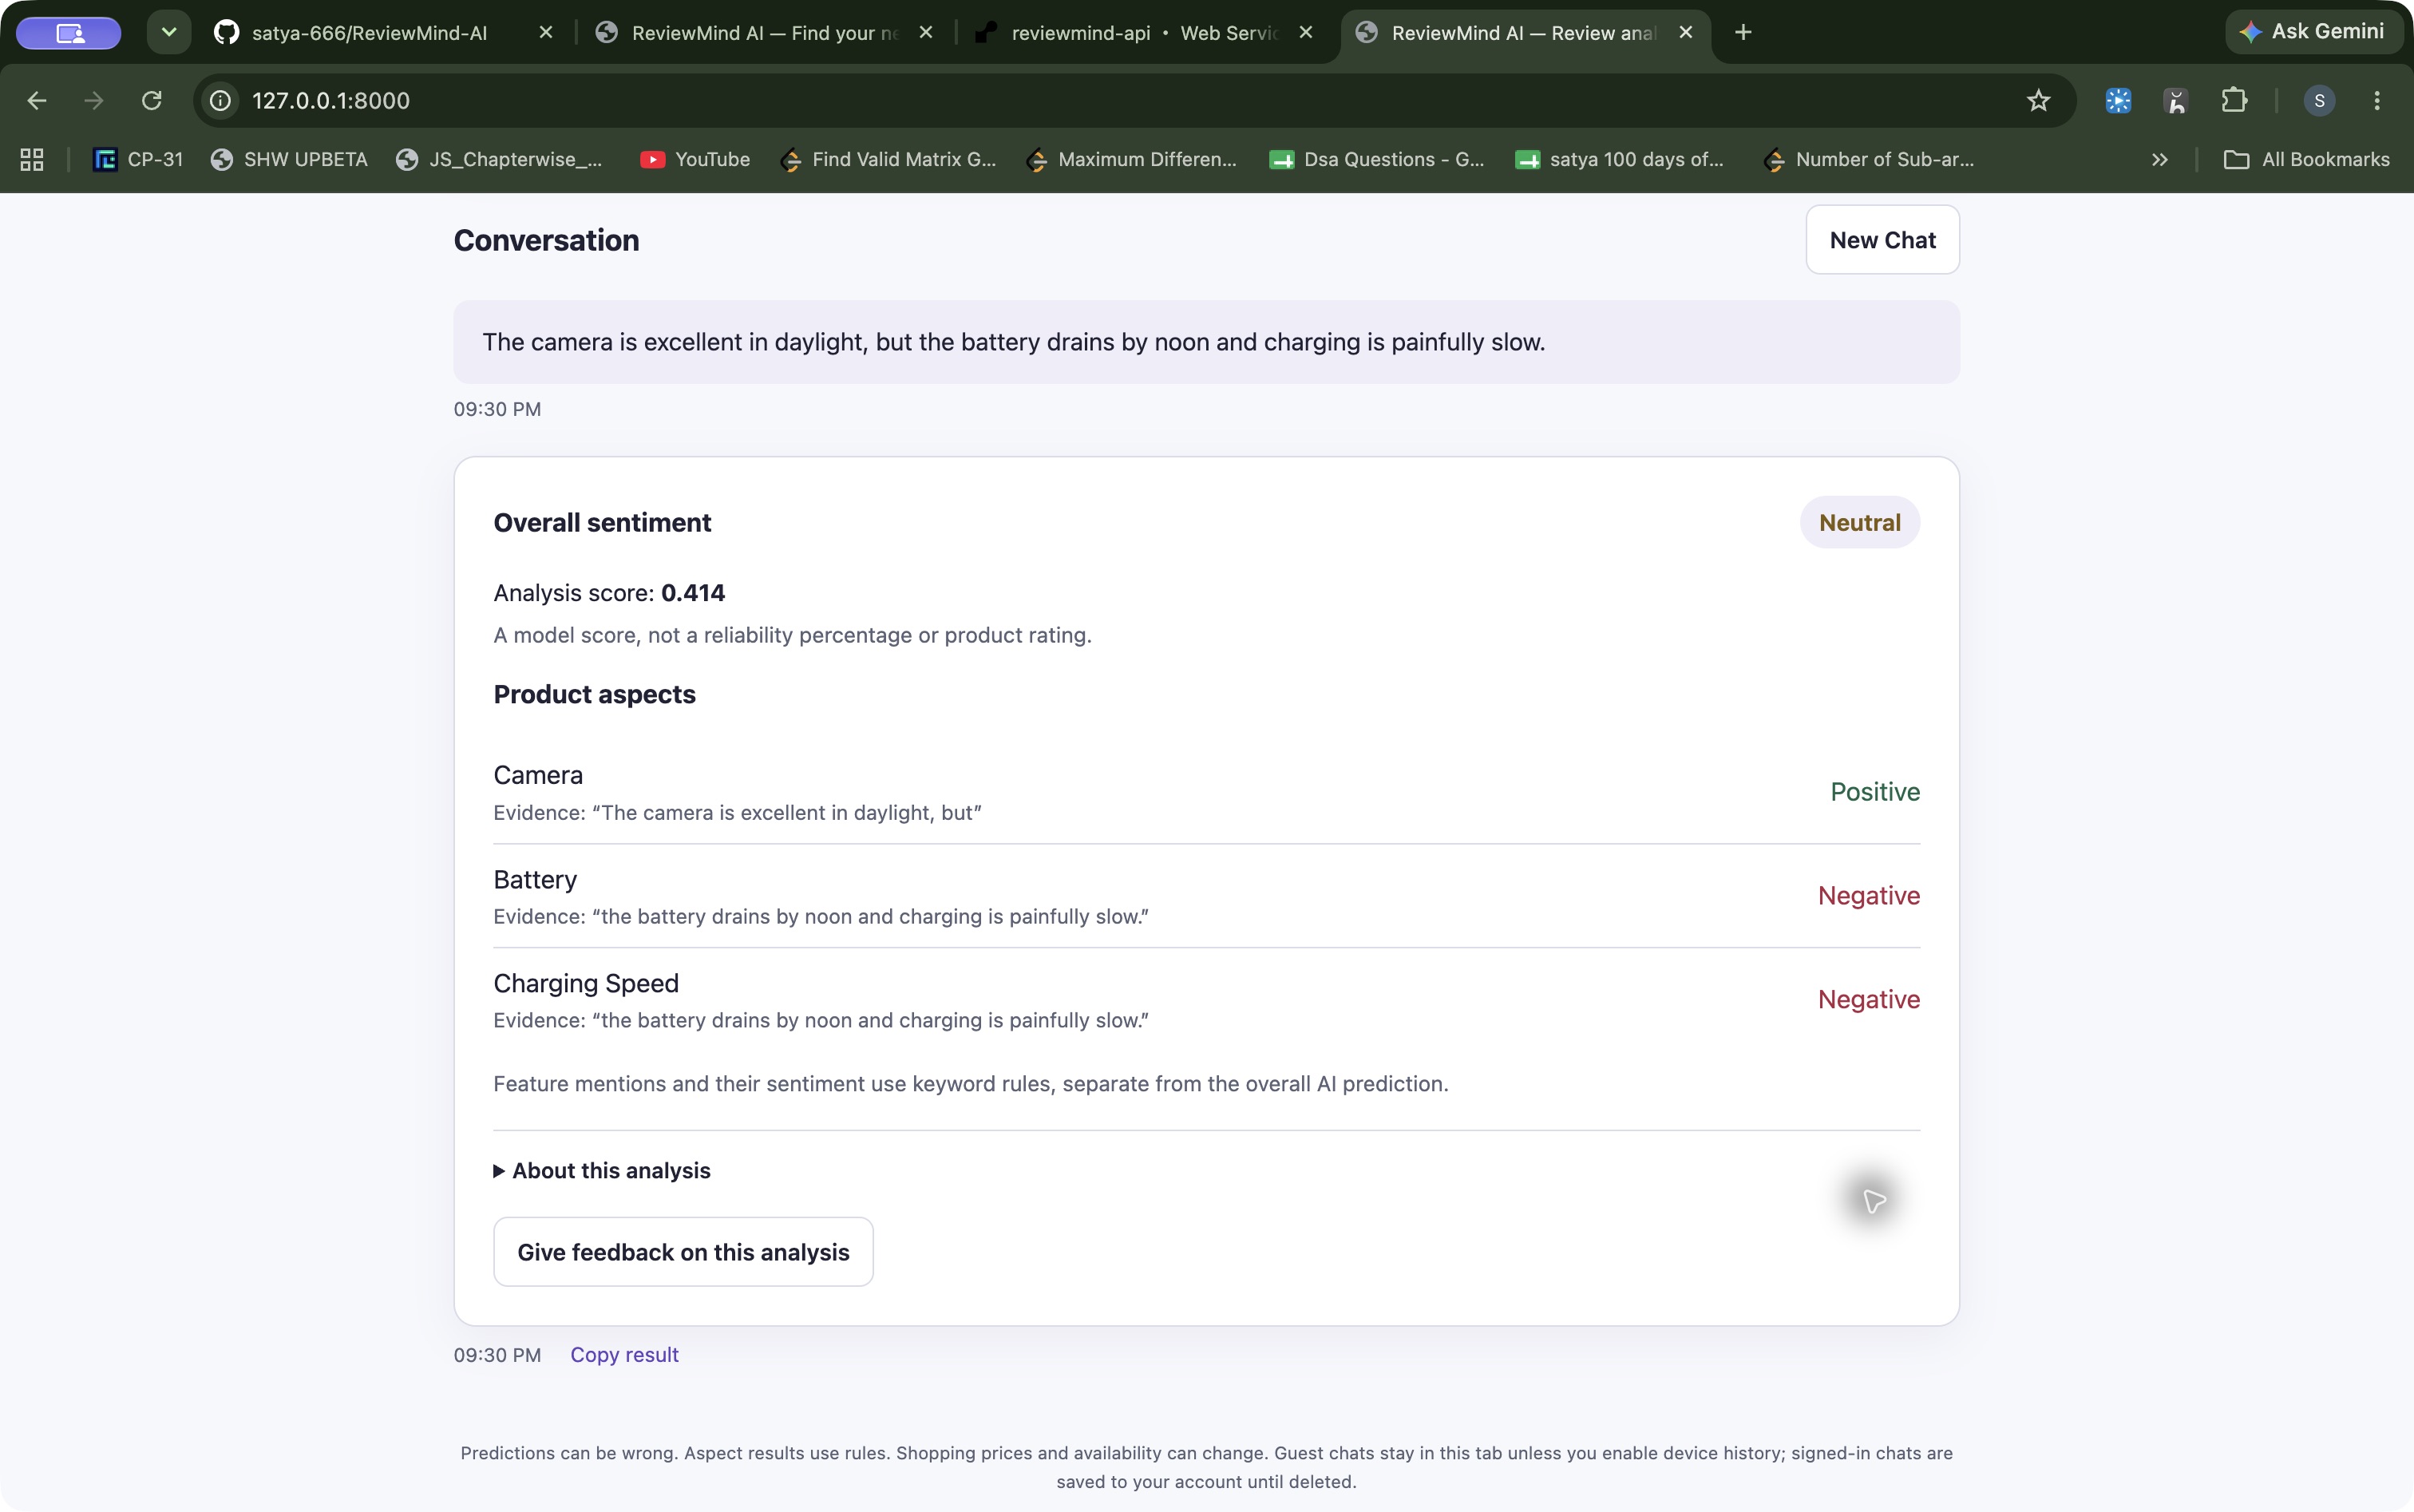 satya-666/ReviewMind-AI
ReviewMind AI — Find your ne
reviewmind-api • Web Servic
ReviewMind AI — Review anal
Ask Gemini
127.0.0.1:8000
S
CP-31
SHW UPBETA
JS_Chapterwise_...
YouTube
Find Valid Matrix G...
Maximum Differen...
Dsa Questions - G...
satya 100 days of...
Number of Sub-ar...
All Bookmarks
Conversation
New Chat
The camera is excellent in daylight, but the battery drains by noon and charging is painfully slow.
09:30 PM
Overall sentiment
Neutral
Analysis score: 0.414
A model score, not a reliability percentage or product rating.
Product aspects
Camera
Evidence: “The camera is excellent in daylight, but”
Positive
Battery
Evidence: “the battery drains by noon and charging is painfully slow.”
Negative
Charging Speed
Evidence: “the battery drains by noon and charging is painfully slow.”
Negative
Feature mentions and their sentiment use keyword rules, separate from the overall AI prediction.
About this analysis
Give feedback on this analysis
09:30 PM
Copy result
Predictions can be wrong. Aspect results use rules. Shopping prices and availability can change. Guest chats stay in this tab unless you enable device history; signed-in chats are
saved to your account until deleted.